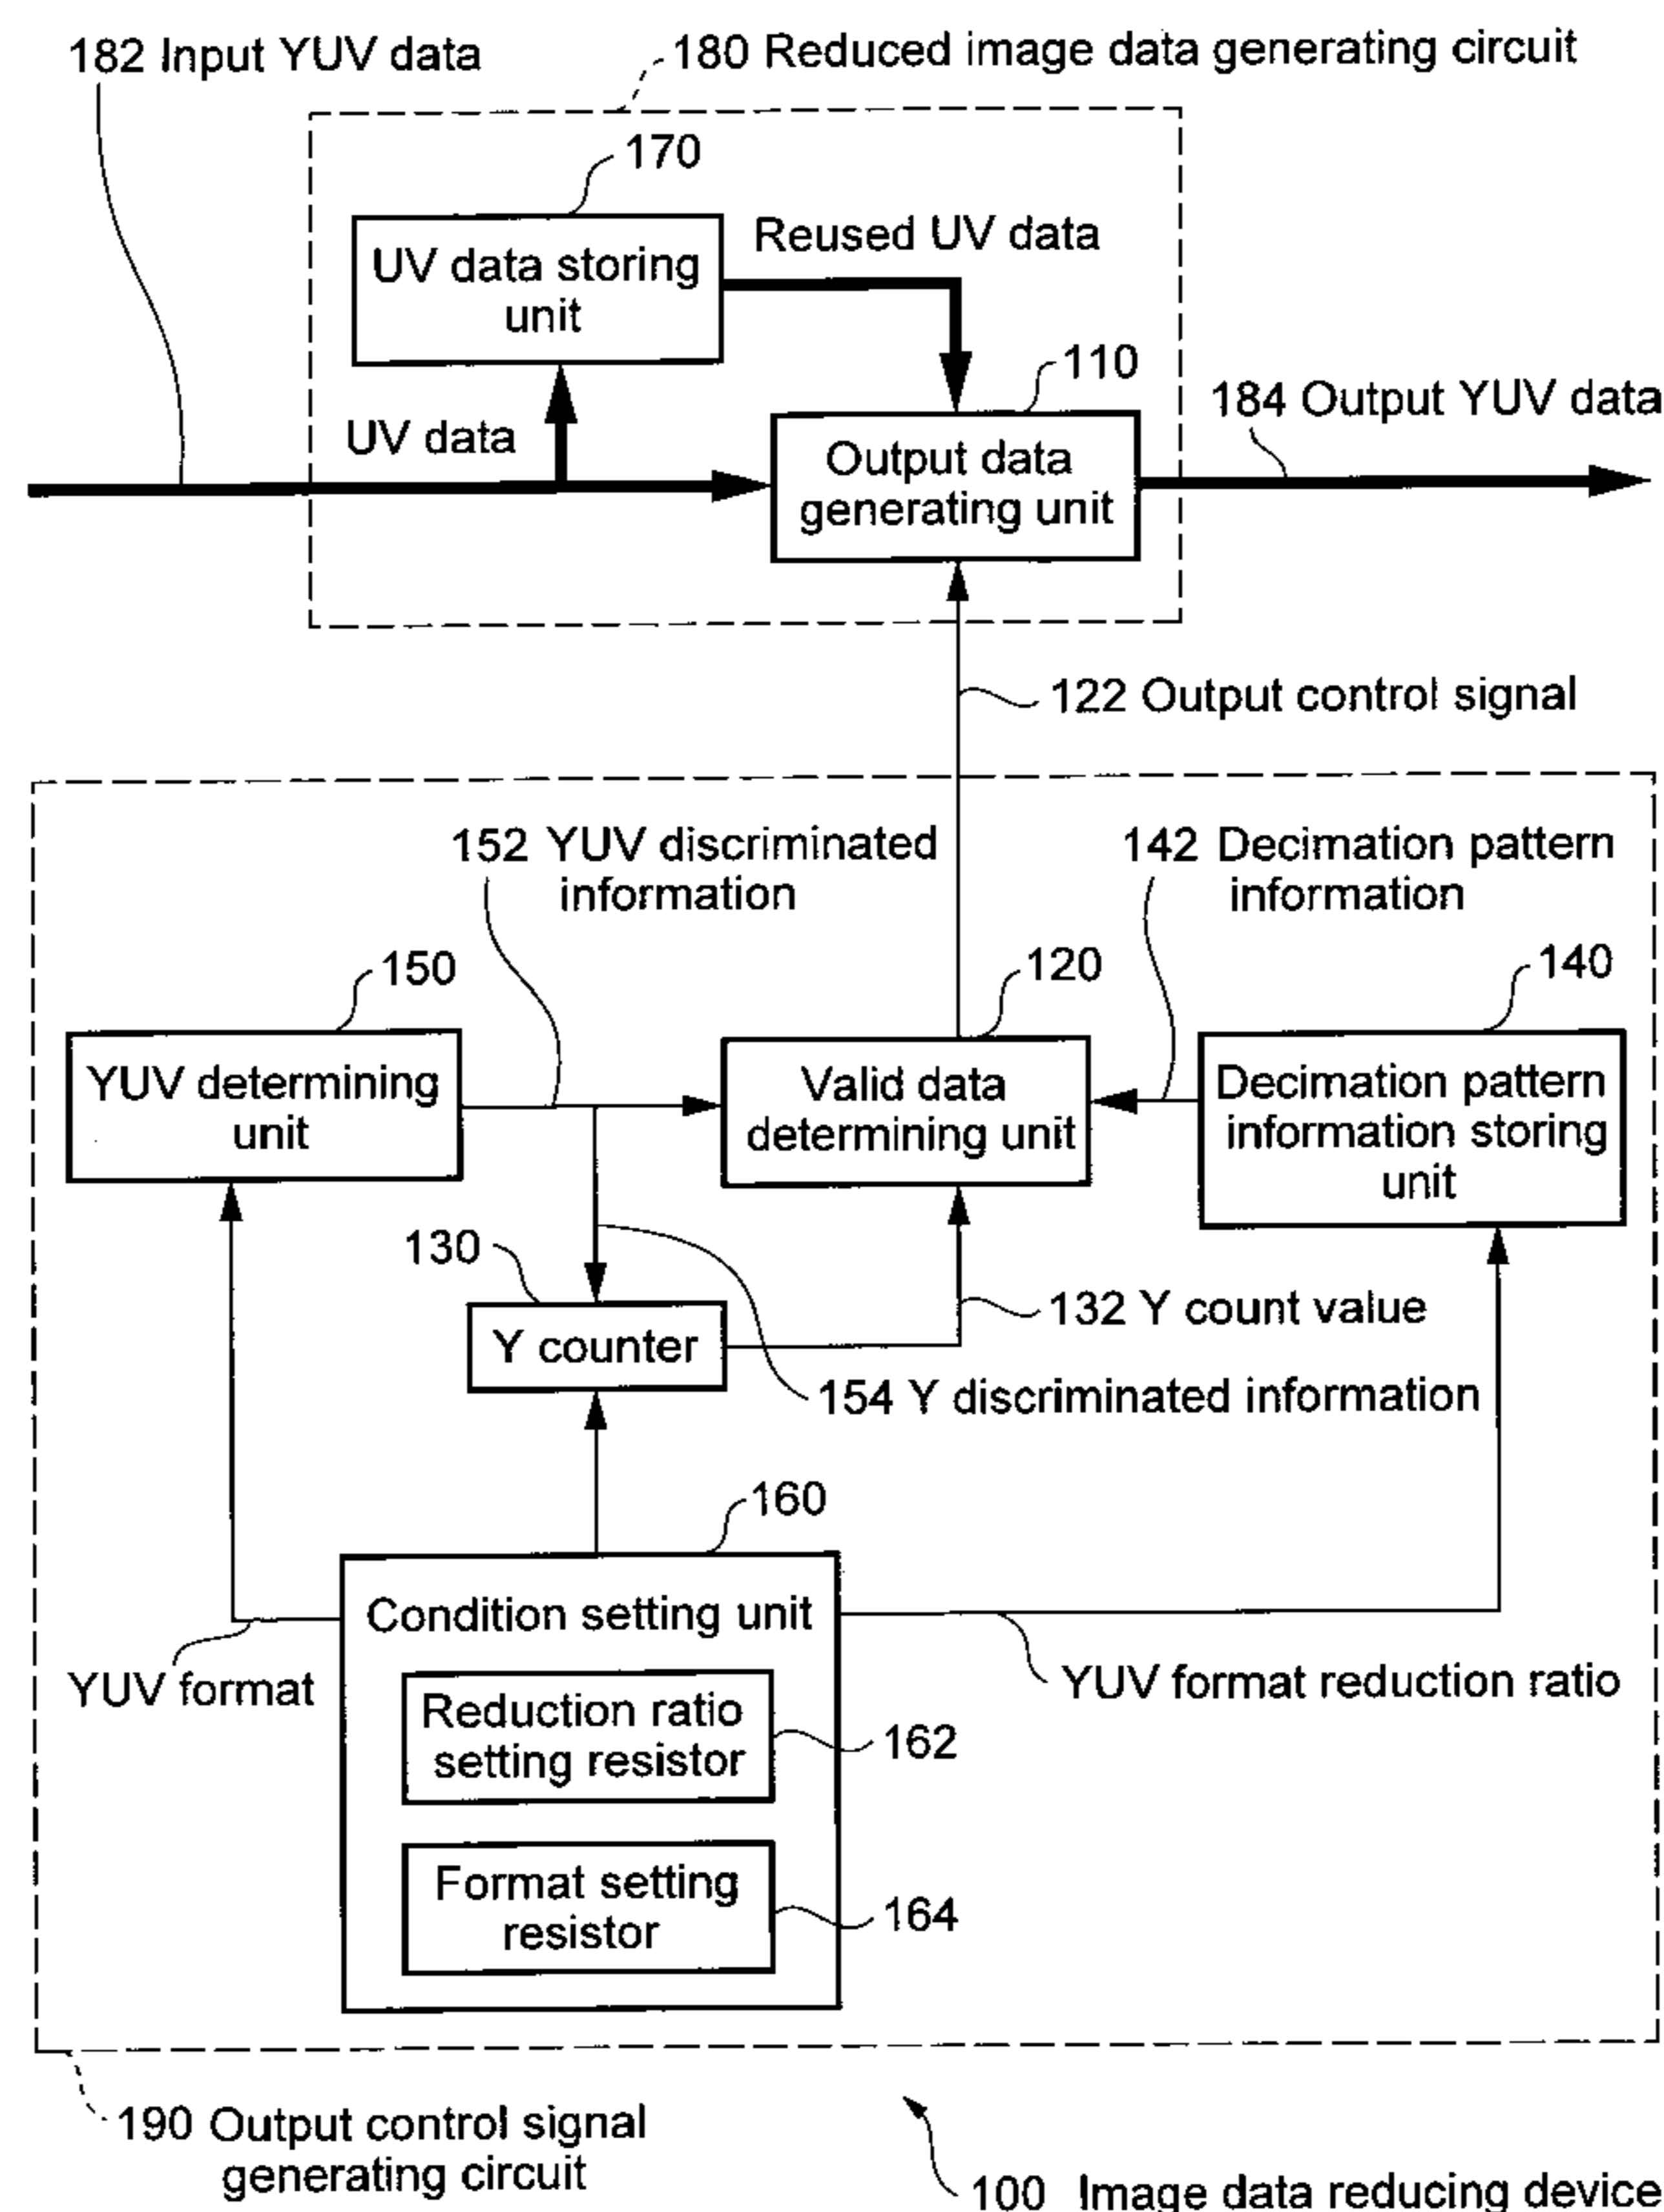 182 Input YUV data
180 Reduced image data generating circuit
170
UV data storing
unit
Reused UV data
UV data
110
Output data
generating unit
184 Output YUV data
122 Output control signal
152 YUV discriminated
information
142 Decimation pattern
information
150
YUV determining
unit
120
Valid data
determining unit
140
Decimation pattern
information storing
unit
130
Y counter
132 Y count value
154 Y discriminated information
160
Condition setting unit
YUV format
YUV format reduction ratio
Reduction ratio
setting resistor
162
Format setting
resistor
164
190 Output control signal
generating circuit
100 Image data reducing device